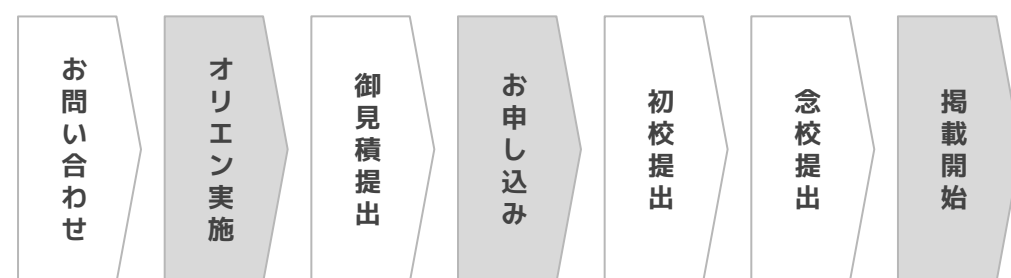 お問い合わせ
オリエン実施
御見積提出
お申し込み
初校提出
念校提出
掲載開始